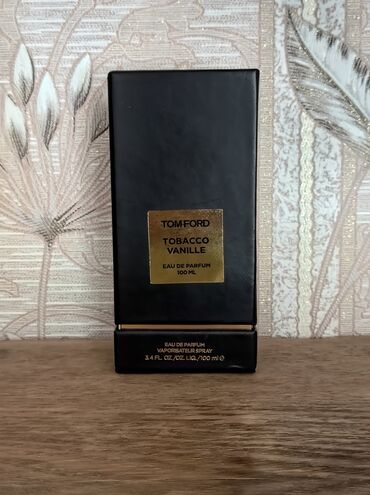 TOM FORD
TOBACCO
VANILLE
EAU DE PARFUM
100 ML
EAU DE PARFUM
VAPORISATEUR SPRAY
3.4 FL. OZ./OZ. LIQ./100 ml ℮